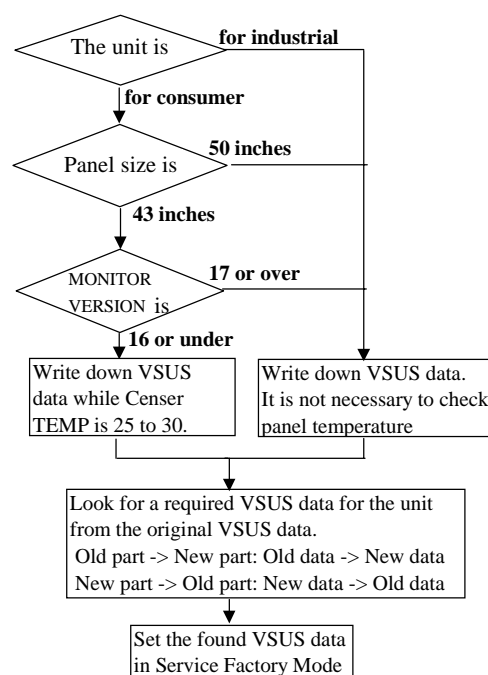 The unit is
for industrial
for consumer
Panel size is
50 inches
43 inches
MONITOR
VERSION is
17 or over
16 or under
Write down VSUS
data while Censer
TEMP is 25 to 30.
Write down VSUS data.
It is not necessary to check
panel temperature
Look for a required VSUS data for the unit
from the original VSUS data.
Old part -> New part: Old data -> New data
New part -> Old part: New data -> Old data
Set the found VSUS data
in Service Factory Mode